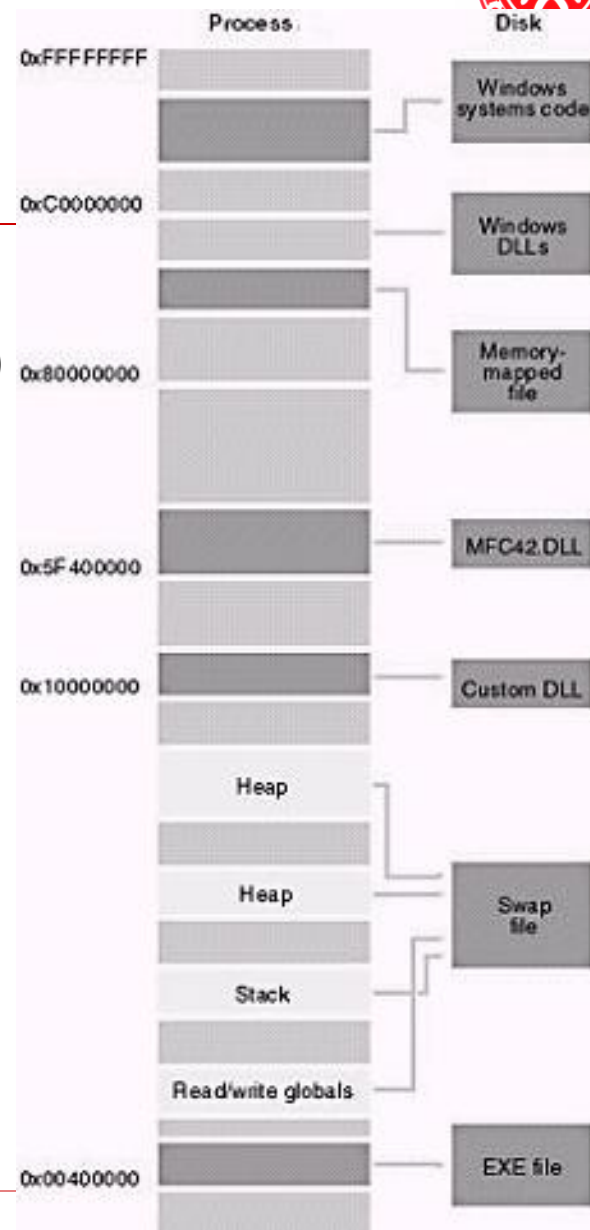 Process
Disk
0xFFFFFFFF
Windows
systems code
0xC0000000
Windows
DLLs
Memory-
mapped
file
)
0x80000000
MFC42.DLL
0x5F400000
0x10000000
Custom DLL
Heap
Heap
Swap
file
Stack
Read/write globals
EXE file
0x00400000